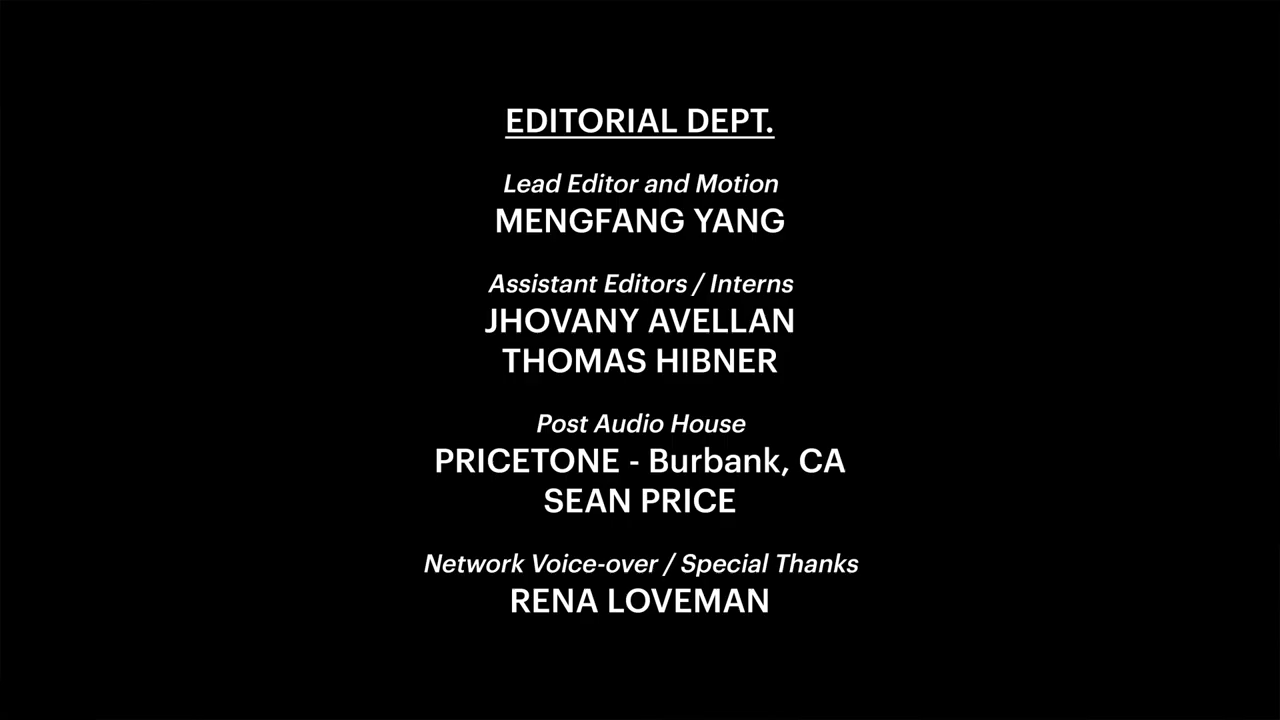 EDITORIAL DEPT.
Lead Editor and Motion
MENGFANG YANG
Assistant Editors / Interns
JHOVANY AVELLAN
THOMAS HIBNER
Post Audio House
PRICETONE - Burbank, CA
SEAN PRICE
Network Voice-over / Special Thanks
RENA LOVEMAN